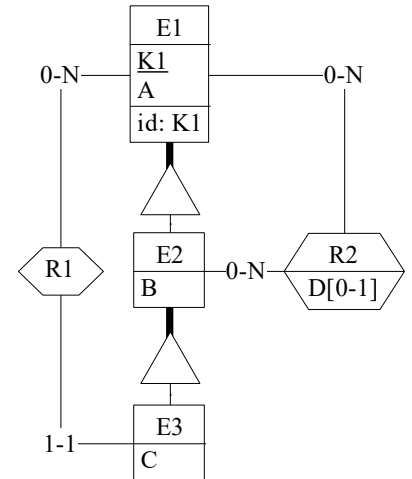 E1
K1
A
id: K1
0-N
0-N
R1
E2
B
0-N
R2
D[0-1]
E3
C
1-1